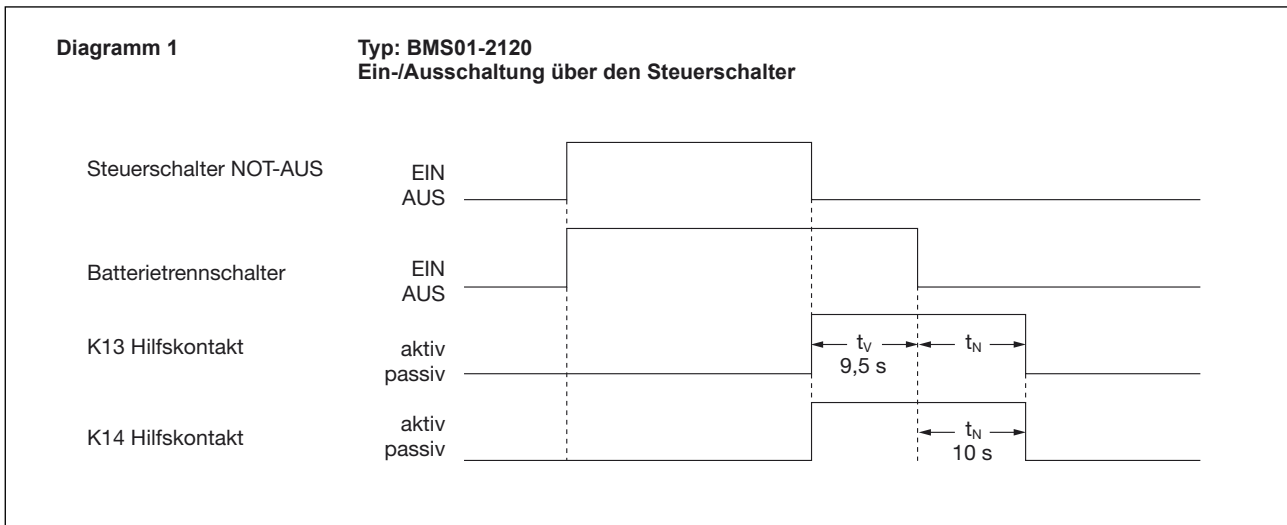 Diagramm 1
Typ: BMS01-2120
Ein-/Ausschaltung über den Steuerschalter
Steuerschalter NOT-AUS
EIN
AUS
Batterietrennschalter
EIN
AUS
K13 Hilfskontakt
aktiv
passiv
tV
9,5 s
tN
K14 Hilfskontakt
aktiv
passiv
tN
10 s